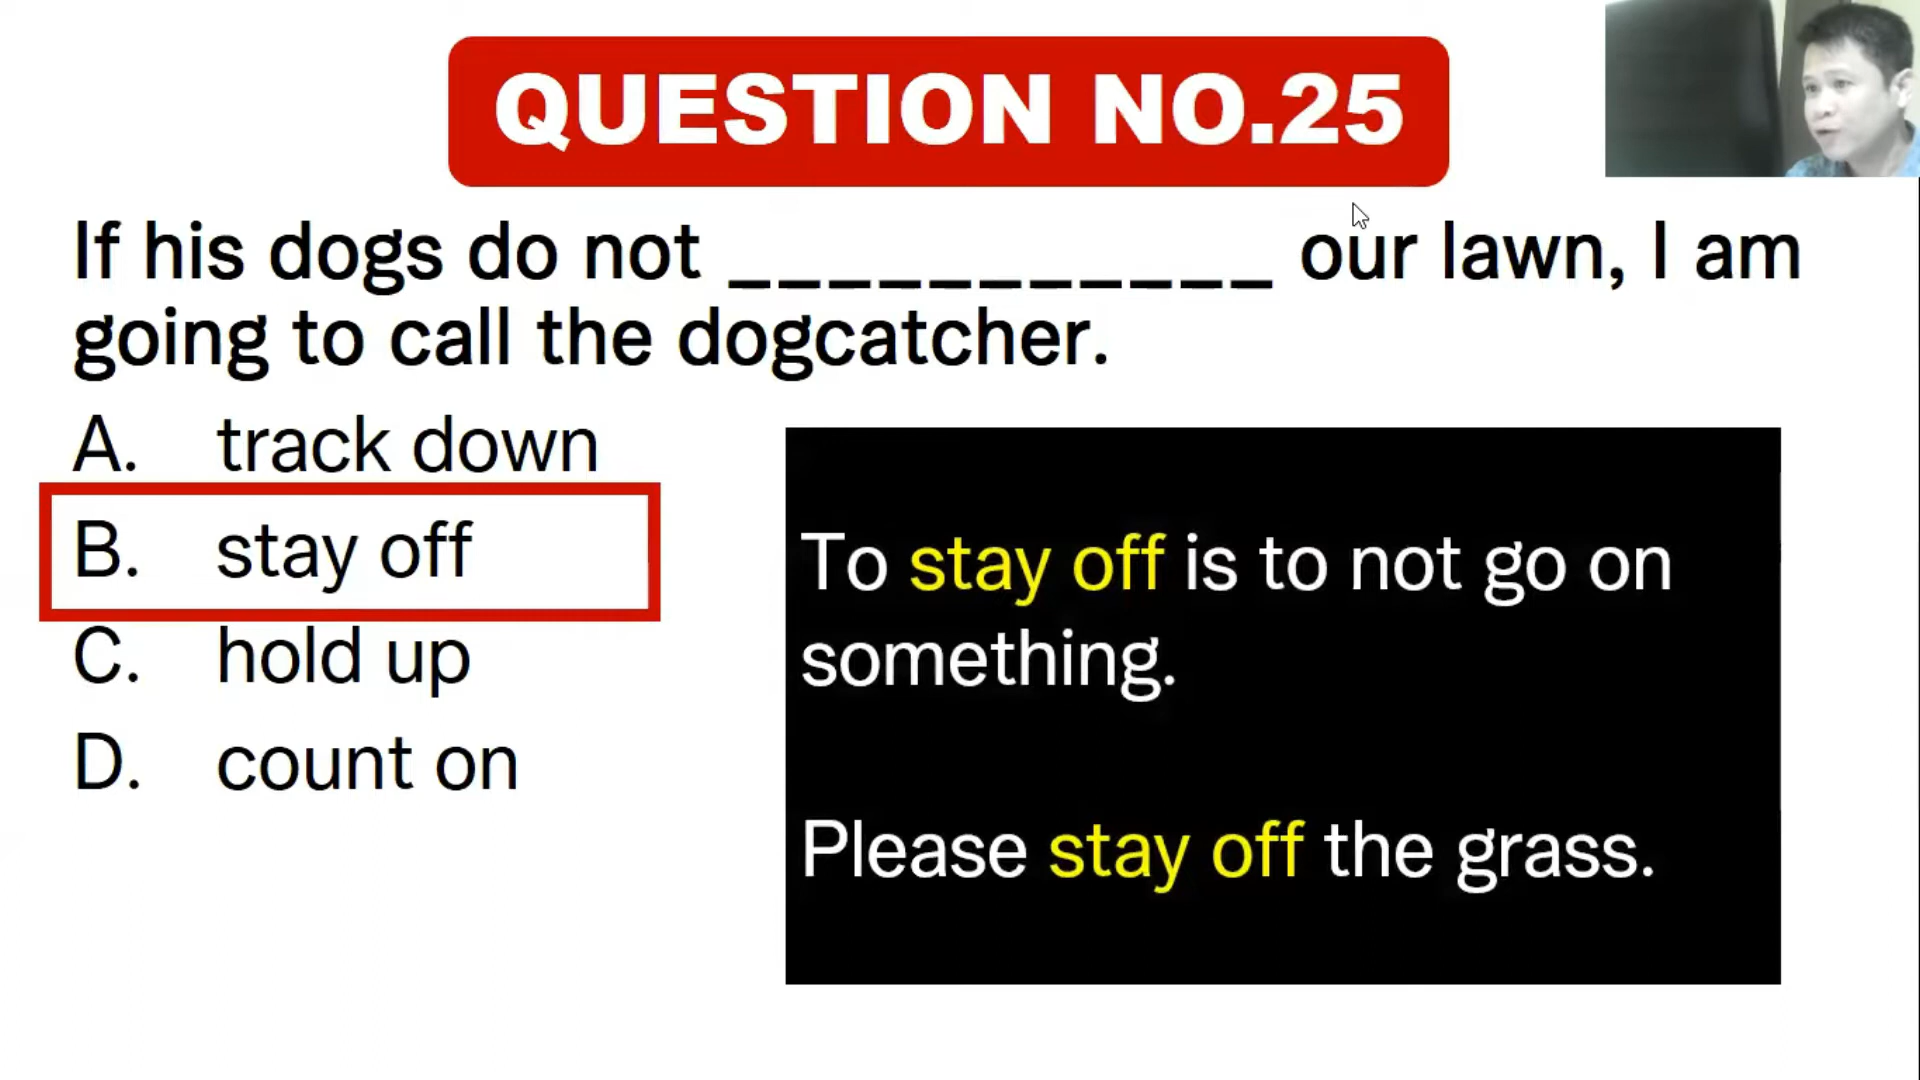 QUESTION NO.25
If his dogs do not ___________ our lawn, I am
going to call the dogcatcher.
A. track down
B. stay off
C. hold up
D. count on
To stay off is to not go on
something.
Please stay off the grass.